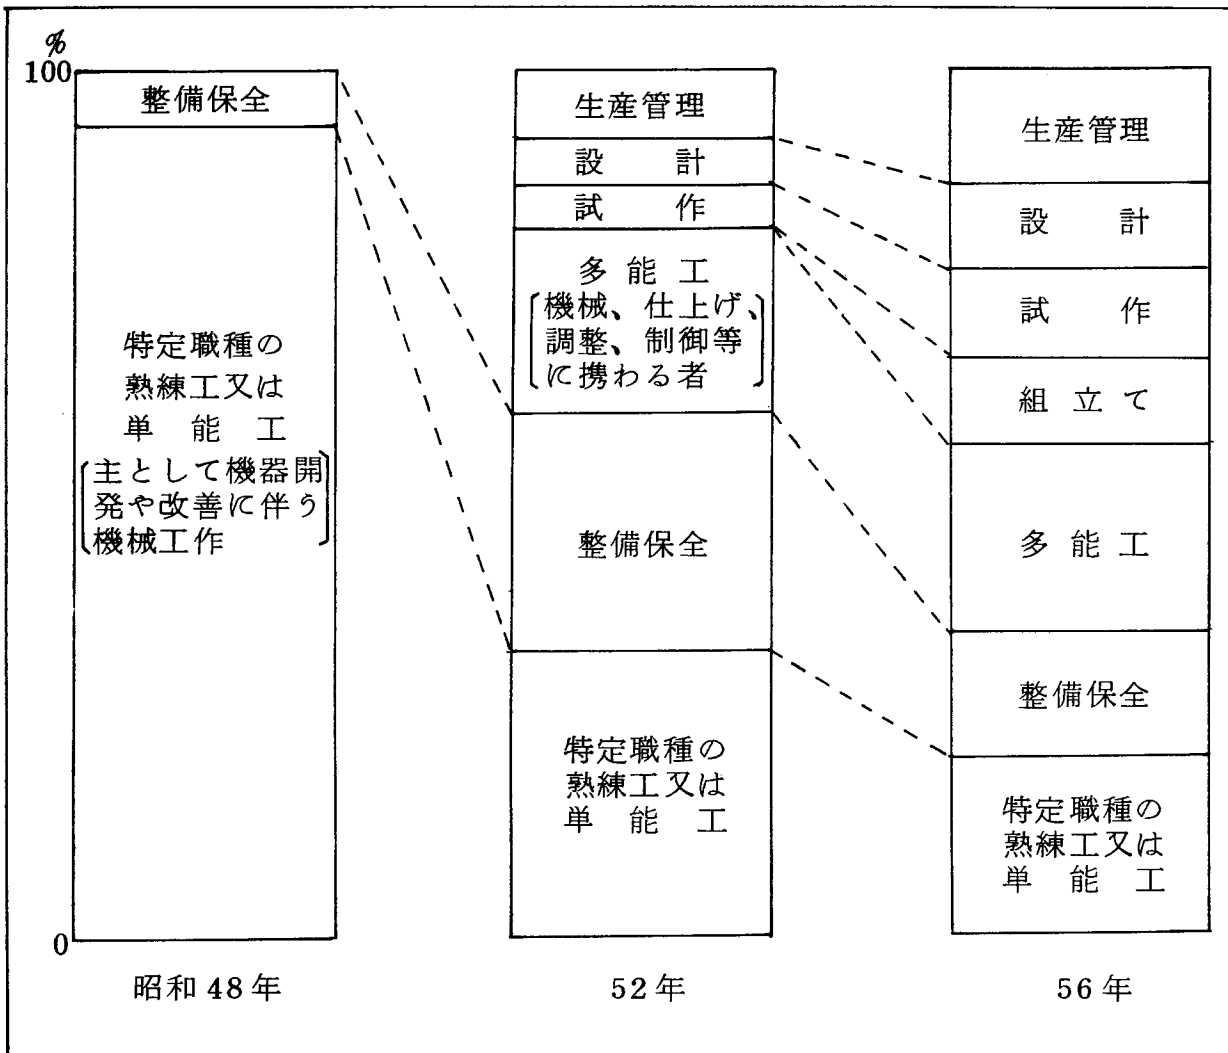 %
100
整備保全
特定職種の
熟練工又は
単能工
主として機器開
発や改善に伴う
機械工作
0
昭和48年
生産管理
設計
試作
多能工
機械、仕上げ、
調整、制御等
に携わる者
整備保全
特定職種の
熟練工又は
単能工
52年
生産管理
設計
試作
組立て
多能工
整備保全
特定職種の
熟練工又は
単能工
56年